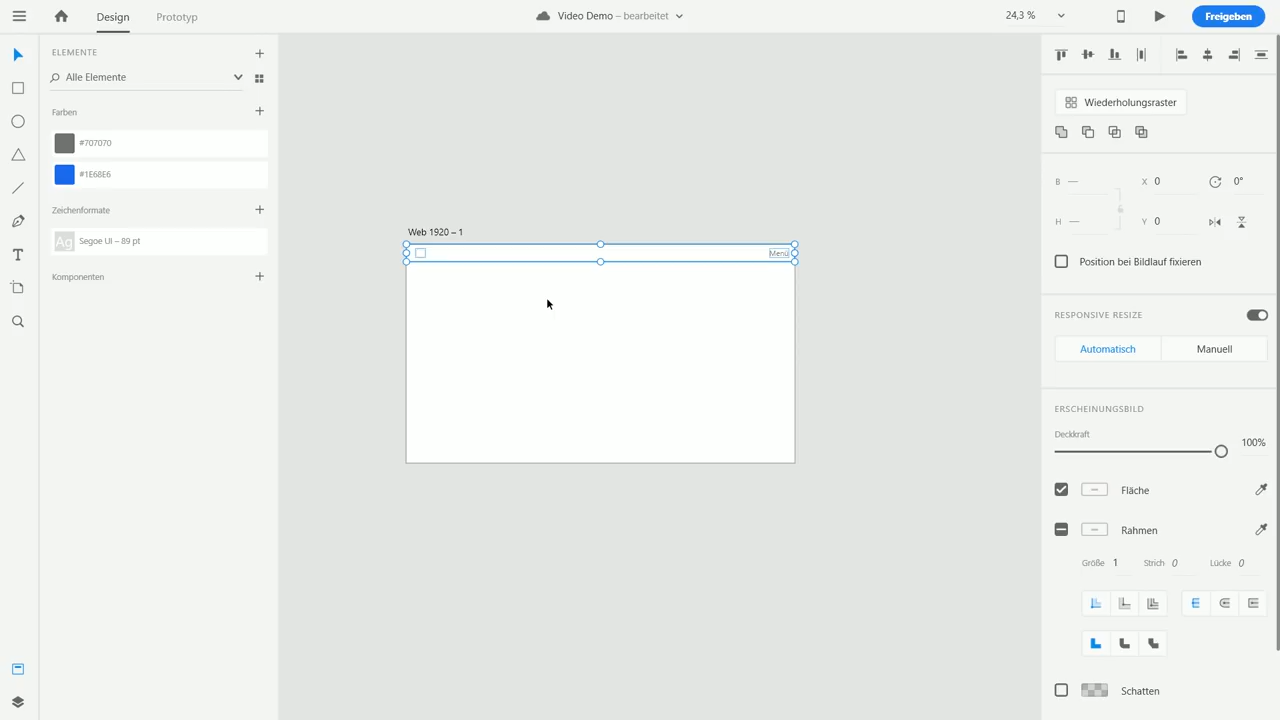 Design
Prototyp
Video Demo – bearbeitet
24,3 %
Freigeben
ELEMENTE
Alle Elemente
Farben
#707070
#1E68E6
Zeichenformate
Ag
Segoe UI – 89 pt
Komponenten
Web 1920 – 1
Menü
Wiederholungsraster
B —
X 0
0°
H —
Y 0
Position bei Bildlauf fixieren
RESPONSIVE RESIZE
Automatisch
Manuell
ERSCHEINUNGSBILD
Deckkraft
100%
Fläche
Rahmen
Größe 1
Strich 0
Lücke 0
Schatten